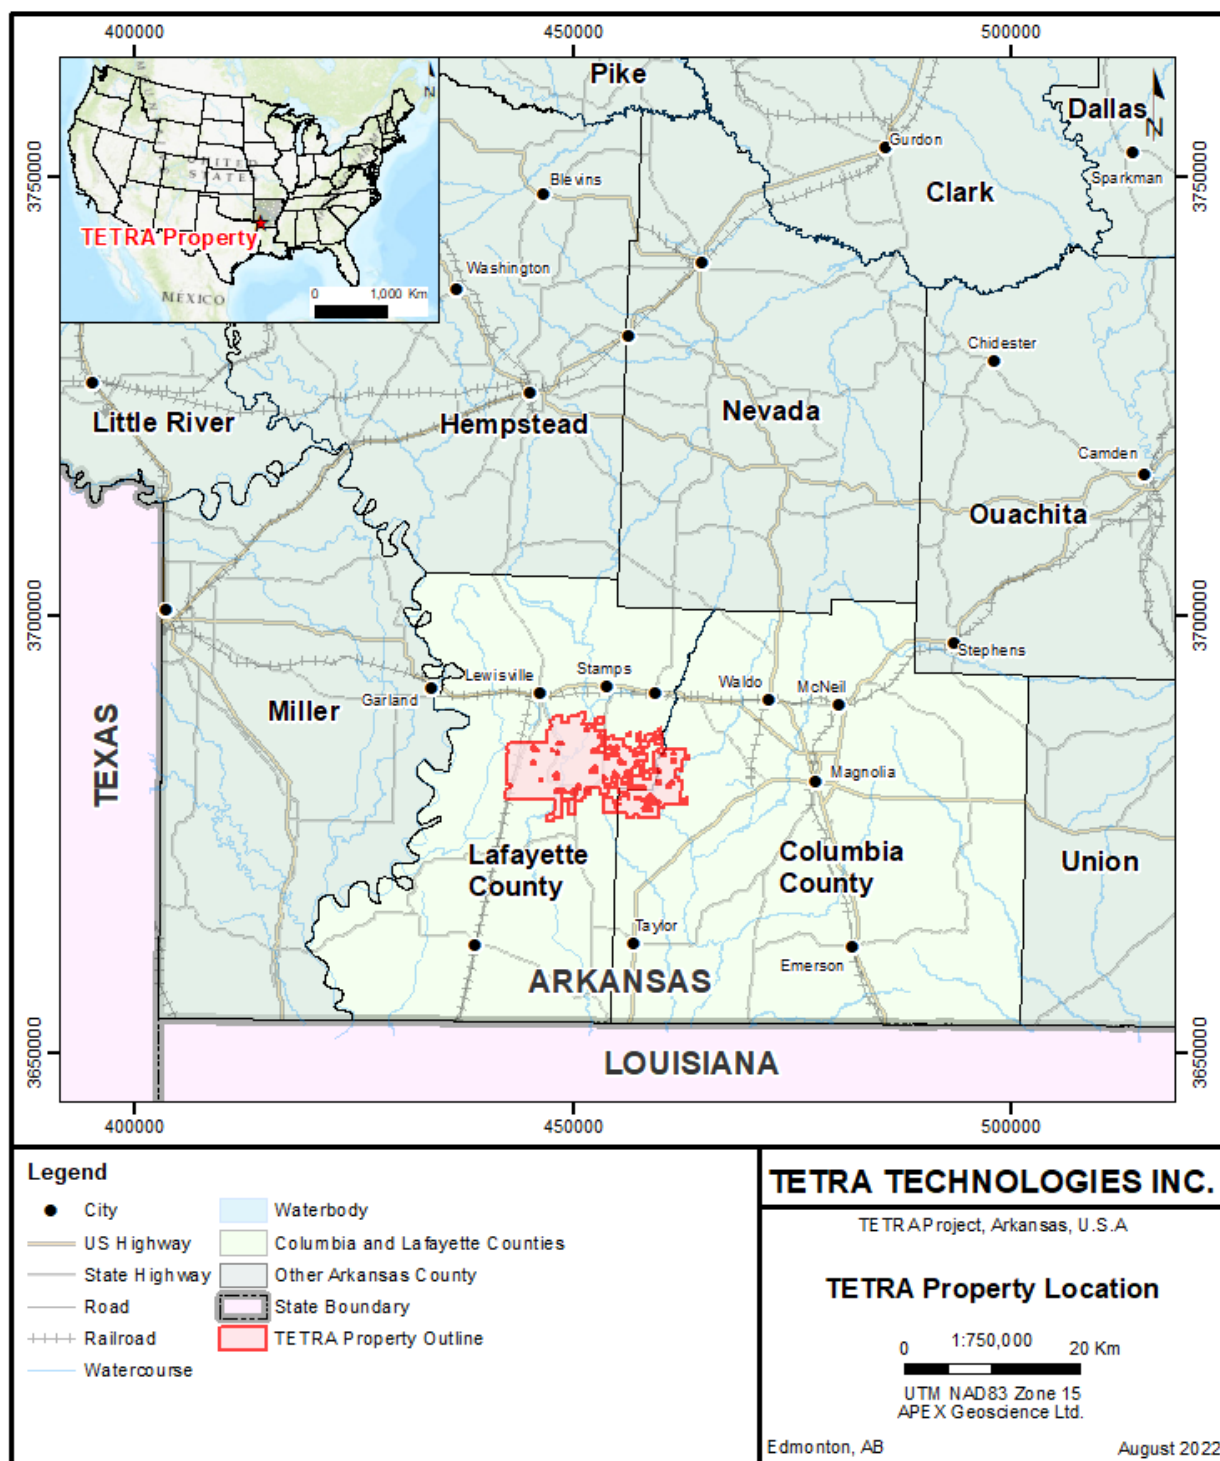 400000
450000
500000
3750000
3700000
3650000
3750000
3700000
3650000
UNITED
STATES
TETRA Property
MEXICO
0
1,000 Km
N
N
Pike
Dallas
Gurdon
Sparkman
Blevins
Clark
Washington
Chidester
Little River
Hempstead
Nevada
Camden
Ouachita
Stephens
Lewisville
Stamps
Waldo
McNeil
Garland
Miller
TEXAS
Magnolia
Lafayette
County
Columbia
County
Union
Taylor
Emerson
ARKANSAS
LOUISIANA
400000
450000
500000
Legend
City
US Highway
State Highway
Road
Railroad
Watercourse
Waterbody
Columbia and Lafayette Counties
Other Arkansas County
State Boundary
TETRA Property Outline
TETRA TECHNOLOGIES INC.
TETRA Project, Arkansas, U.S.A
TETRA Property Location
1:750,000
0
20 Km
UTM NAD83 Zone 15
APEX Geoscience Ltd.
Edmonton, AB
August 2022